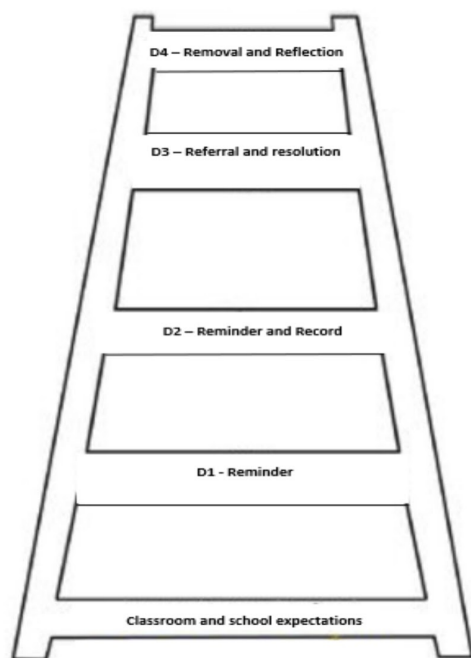 D4 – Removal and Reflection
D3 – Referral and resolution
D2 – Reminder and Record
D1 - Reminder
Classroom and school expectations